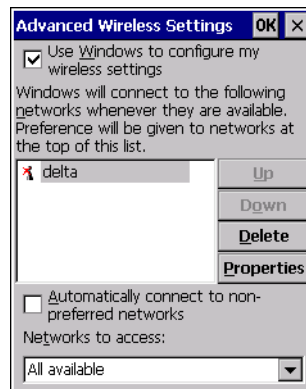 Advanced Wireless Settings OK ×
Use Windows to configure my
wireless settings
Windows will connect to the following
networks whenever they are available.
Preference will be given to networks at
the top of this list.
delta
Up
Down
Delete
Properties
Automatically connect to non-
preferred networks
Networks to access:
All available